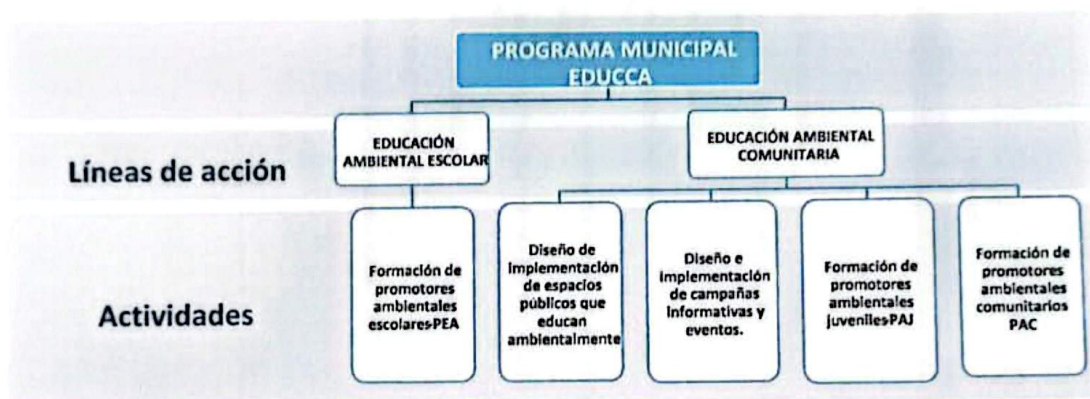 PROGRAMA MUNICIPAL
EDUCCA
Líneas de acción
EDUCACIÓN
AMBIENTAL ESCOLAR
EDUCACIÓN AMBIENTAL
COMUNITARIA
Actividades
Formación de
promotores
ambientales
escolares-PEA
Diseño de
Implementación
de espacios
públicos que
educan
ambientalmente
Diseño e
Implementación
de campañas
Informativas y
eventos.
Formación de
promotores
ambientales
juveniles-PAJ
Formación de
promotores
ambientales
comunitarios
PAC